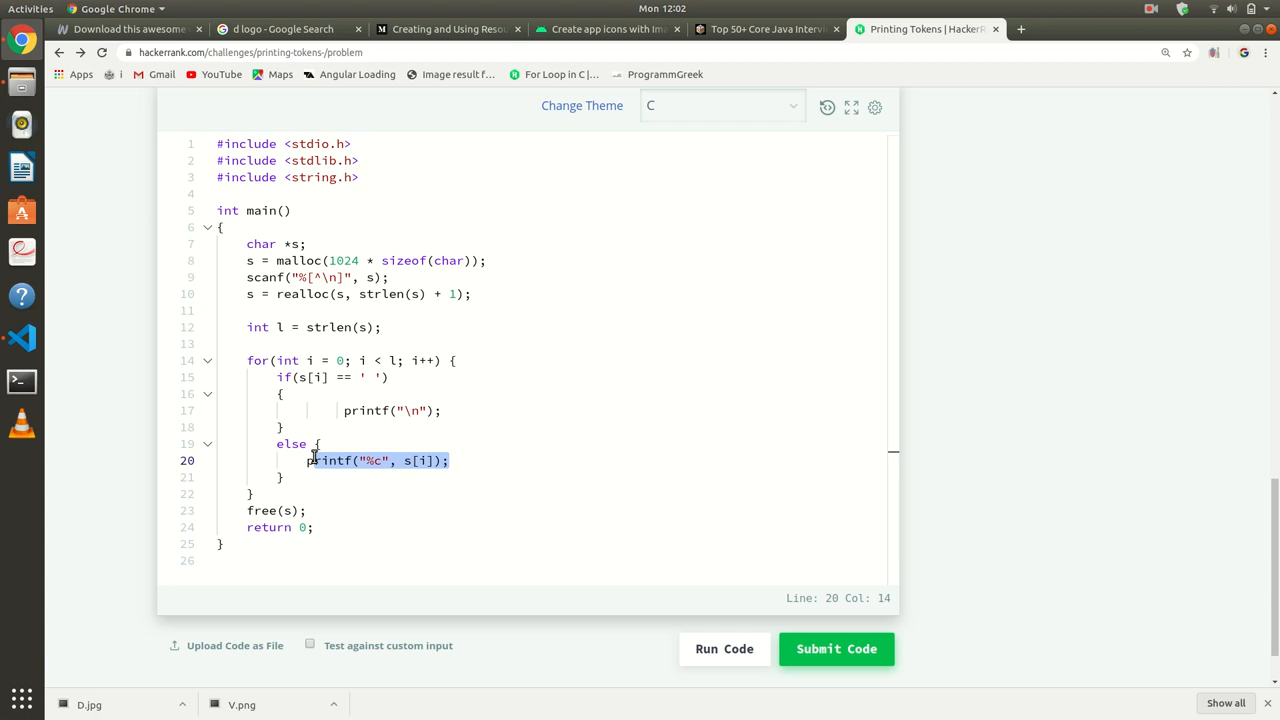 Activities
Google Chrome
Mon 12:02
Download this awesome v
d logo - Google Search
Creating and Using Resou
Create app icons with Ima
Top 50+ Core Java Intervi
Printing Tokens | HackerR
hackerrank.com/challenges/printing-tokens-/problem
Apps
i
Gmail
YouTube
Maps
Angular Loading
Image result f…
For Loop in C |…
ProgrammGreek
Change Theme
C
1 #include <stdio.h>
2 #include <stdlib.h>
3 #include <string.h>
4
5 int main()
6 {
7 char *s;
8 s = malloc(1024 * sizeof(char));
9 scanf("%[^\n]", s);
10 s = realloc(s, strlen(s) + 1);
11
12 int l = strlen(s);
13
14 for(int i = 0; i < l; i++) {
15 if(s[i] == ' ')
16 {
17 printf("\n");
18 }
19 else {
20 printf("%c", s[i]);
21 }
22 }
23 free(s);
24 return 0;
25 }
26
Line: 20 Col: 14
Upload Code as File
Test against custom input
Run Code
Submit Code
D.jpg
V.png
Show all